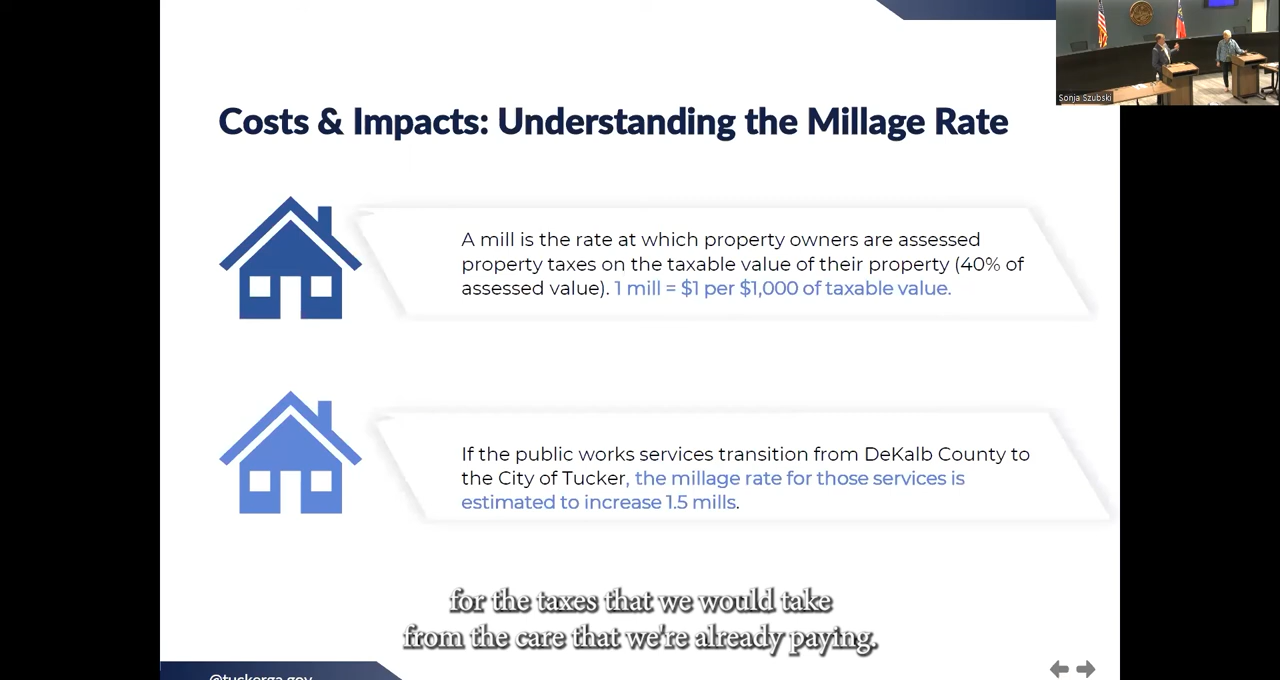 Sonja Szubski
Costs & Impacts: Understanding the Millage Rate
A mill is the rate at which property owners are assessed
property taxes on the taxable value of their property (40% of
assessed value). 1 mill = $1 per $1,000 of taxable value.
If the public works services transition from DeKalb County to
the City of Tucker, the millage rate for those services is
estimated to increase 1.5 mills.
for the taxes that we would take
from the care that we're already paying.
@tuckerga.gov